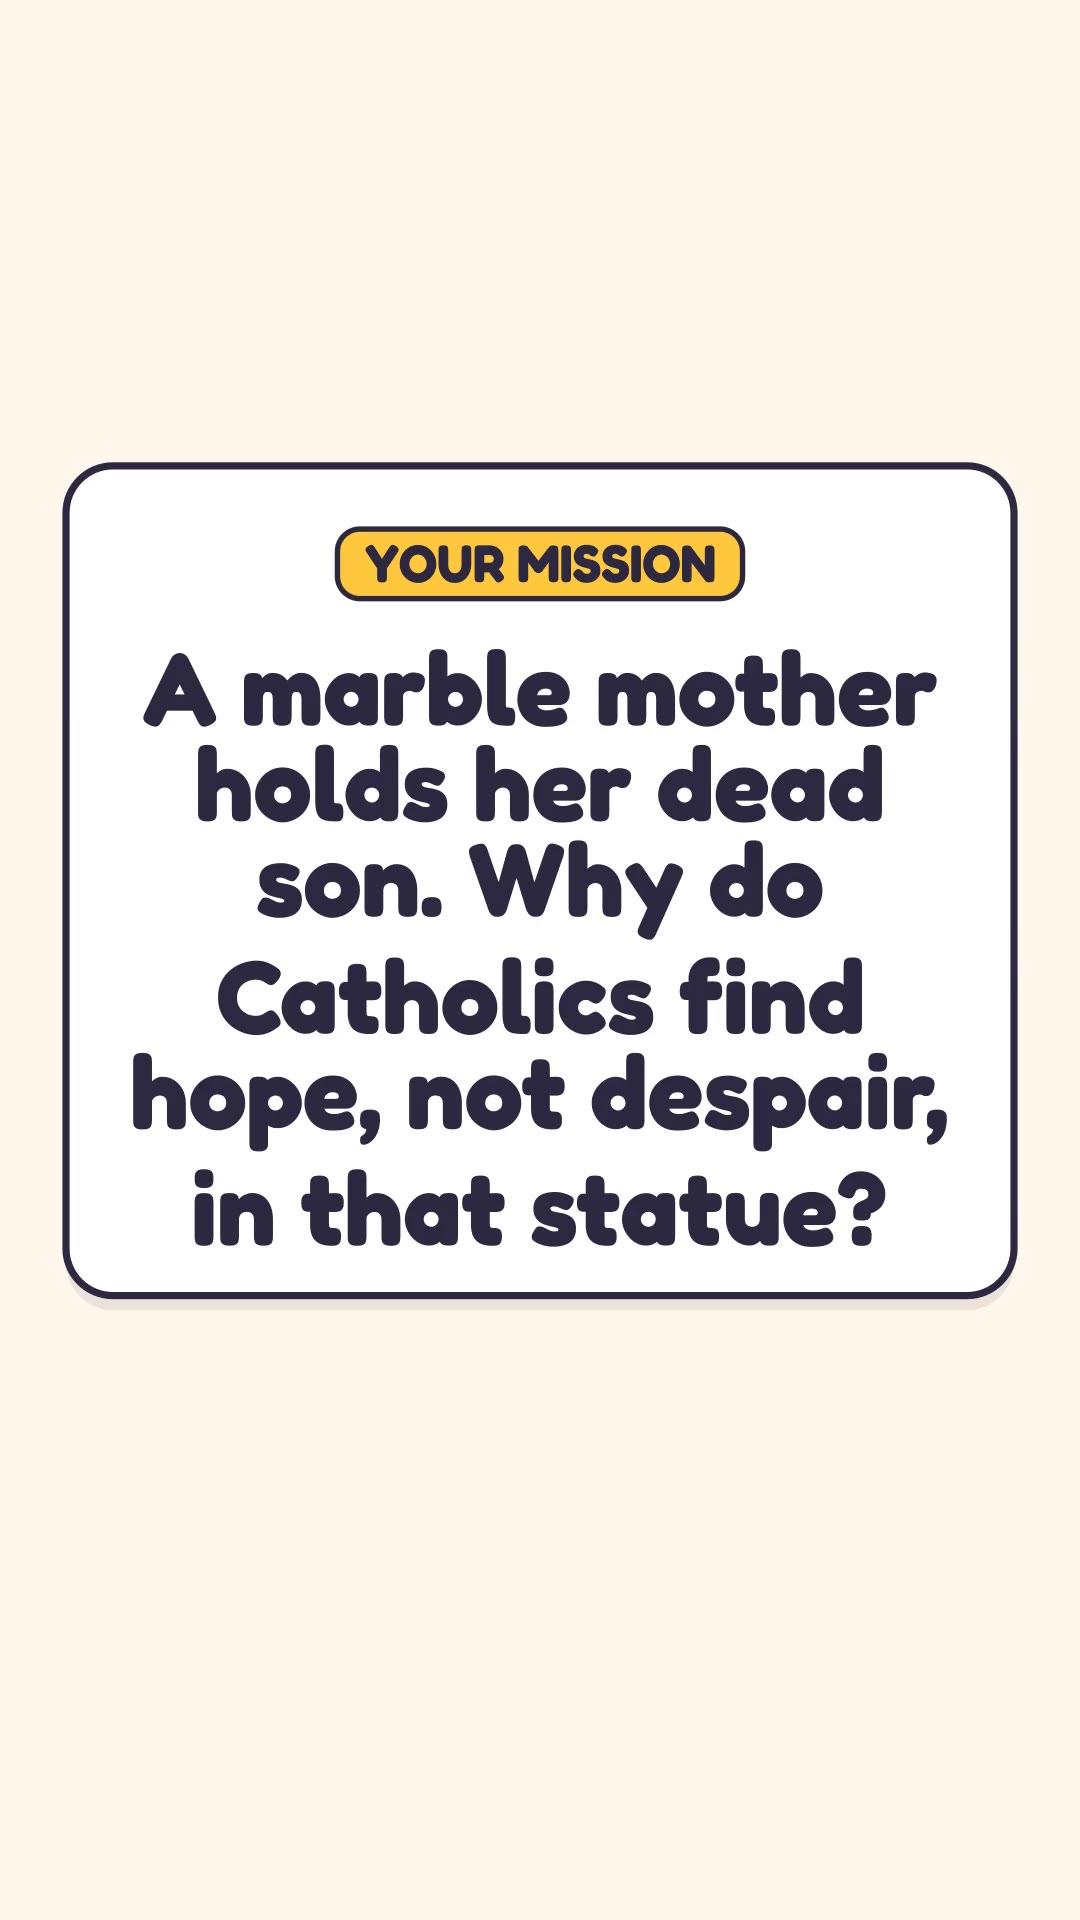 YOUR MISSION
A marble mother
holds her dead
son. Why do
Catholics find
hope, not despair,
in that statue?